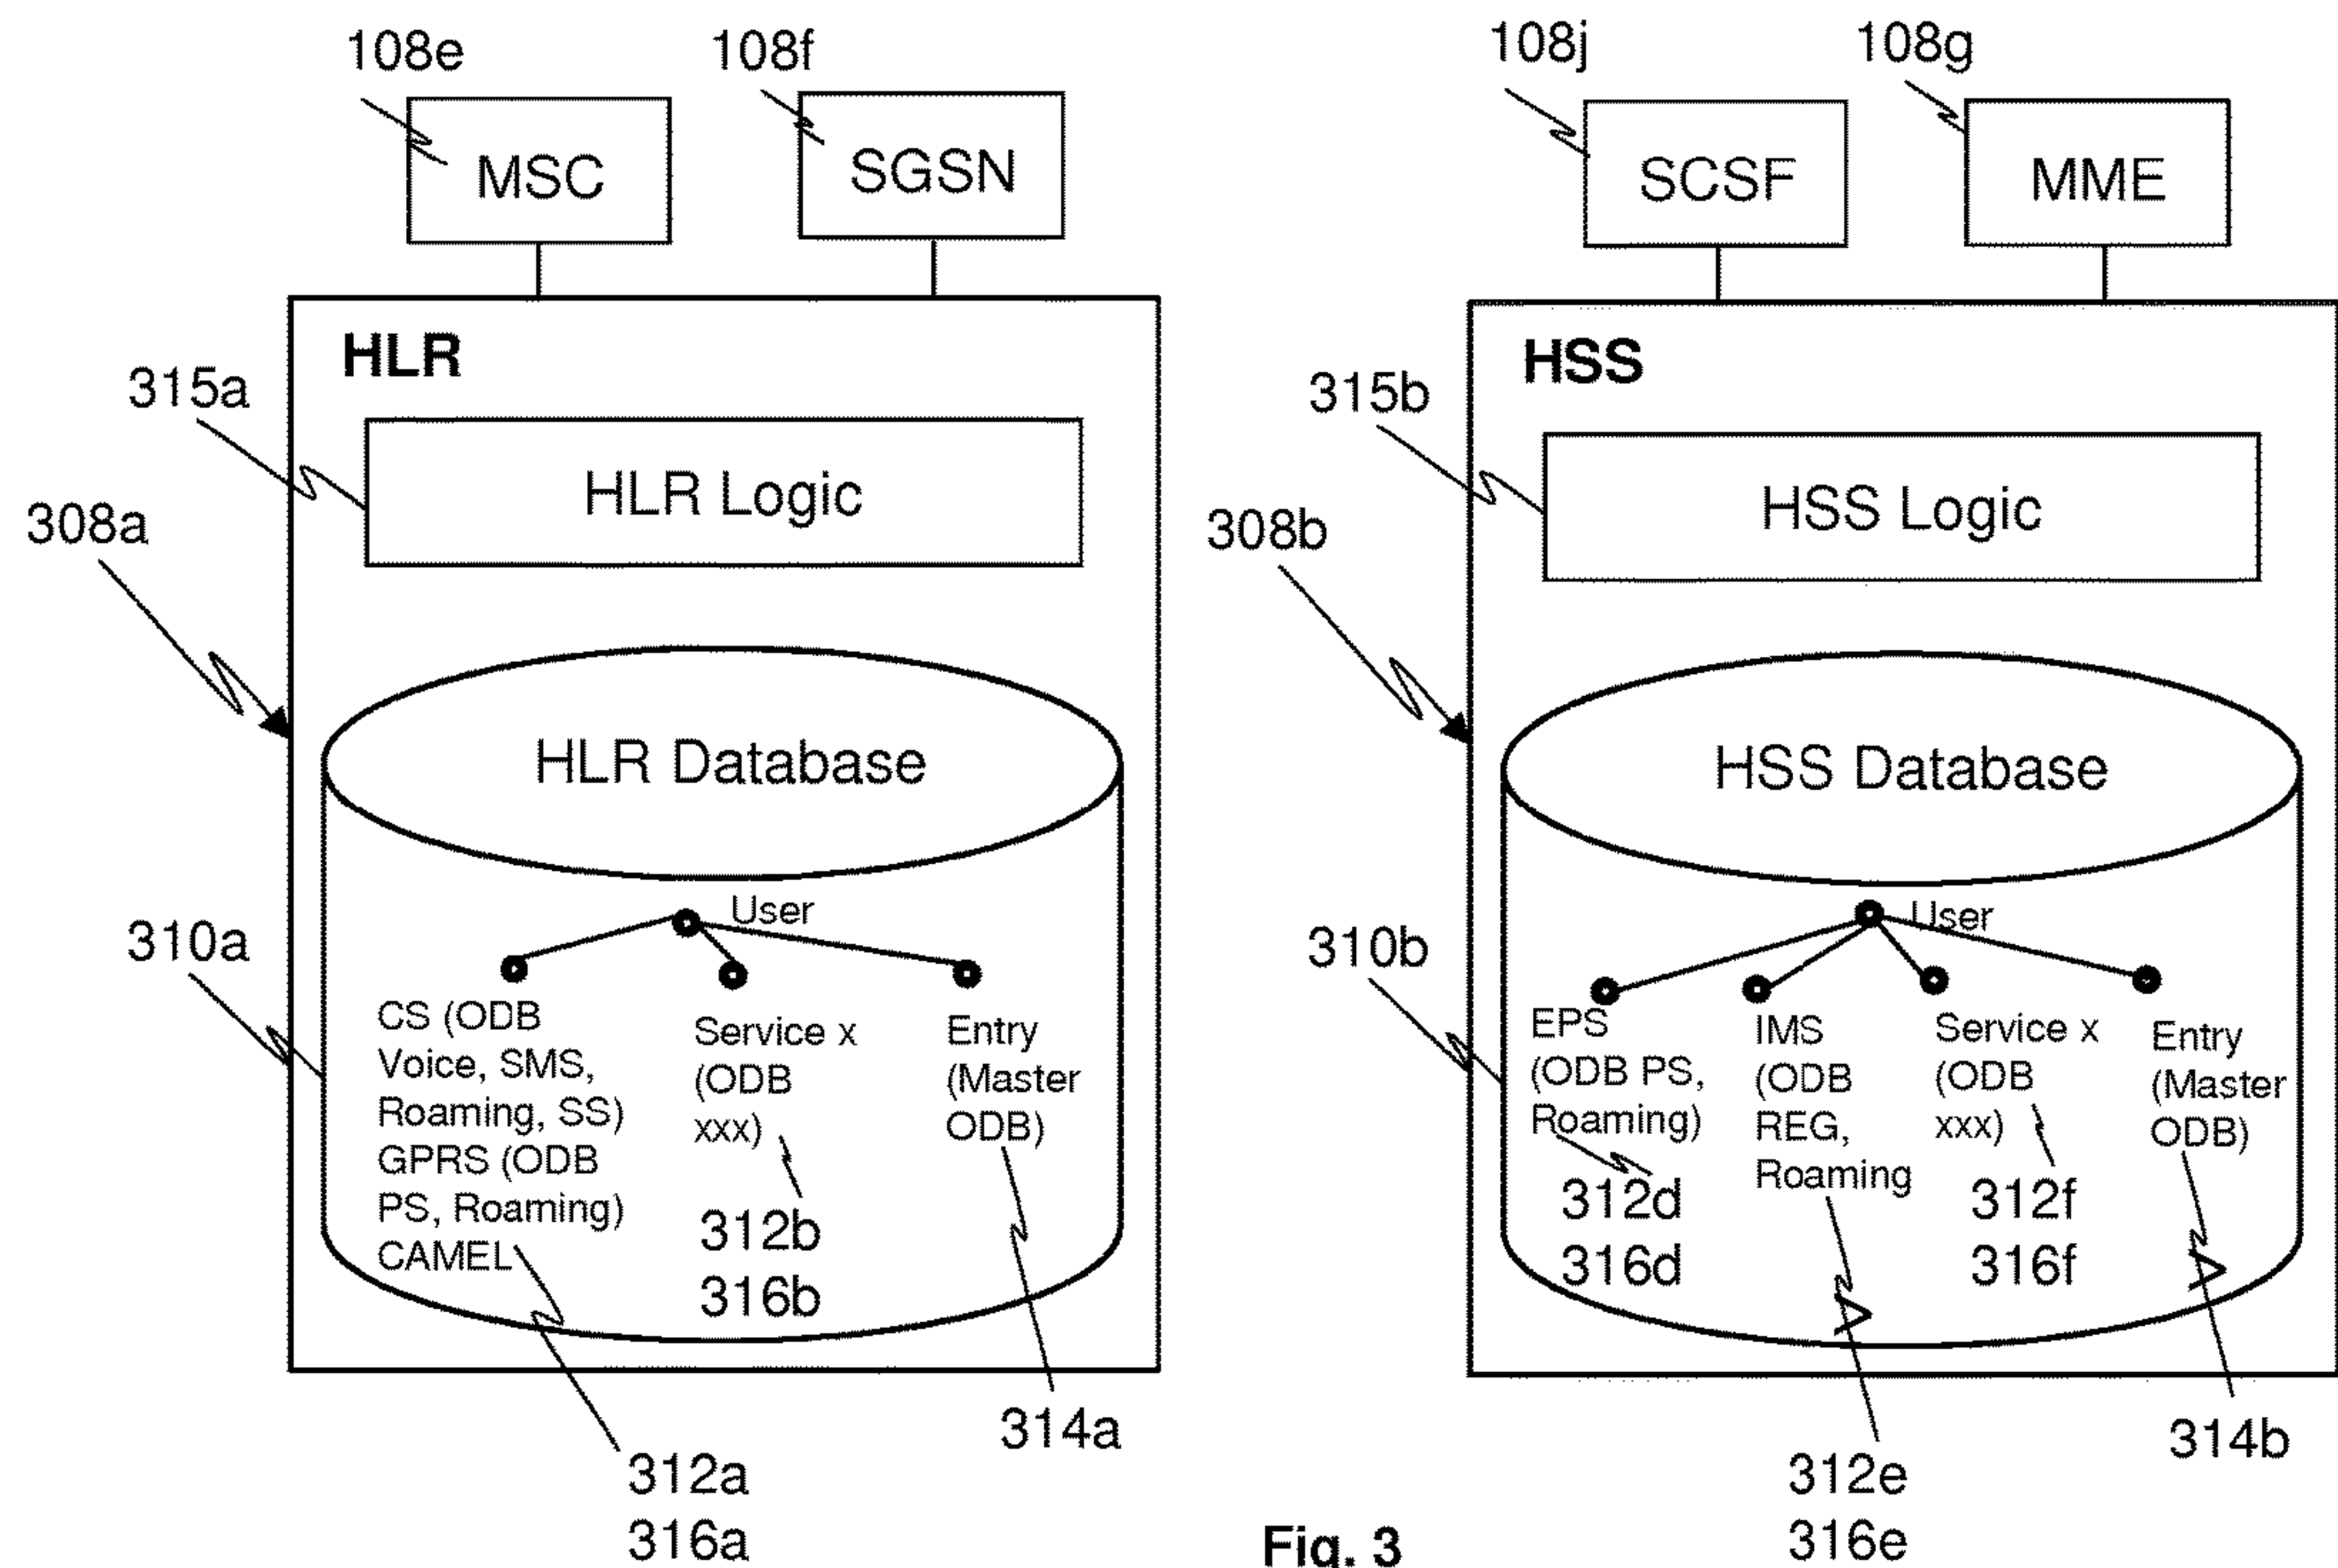 108e
108f
108j
108g
MSC
SGSN
SCSF
MME
HLR
315a
HLR Logic
308a
HLR Database
User
310a
CS (ODB
Voice, SMS,
Roaming, SS)
GPRS (ODB
PS, Roaming)
CAMEL
Service x
(ODB
xxx)
312b
316b
Entry
(Master
ODB)
314a
312a
316a
HSS
315b
HSS Logic
308b
HSS Database
User
310b
EPS
(ODB PS,
Roaming)
312d
316d
IMS
(ODB
REG,
Roaming
Service x
(ODB
xxx)
312f
316f
Entry
(Master
ODB)
314b
312e
316e
Fig. 3